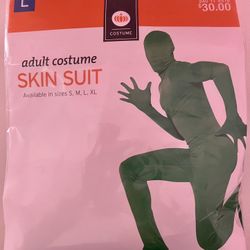 L
$30.00
COSTUME
adult costume
SKIN SUIT
Available in sizes S, M, L, XL